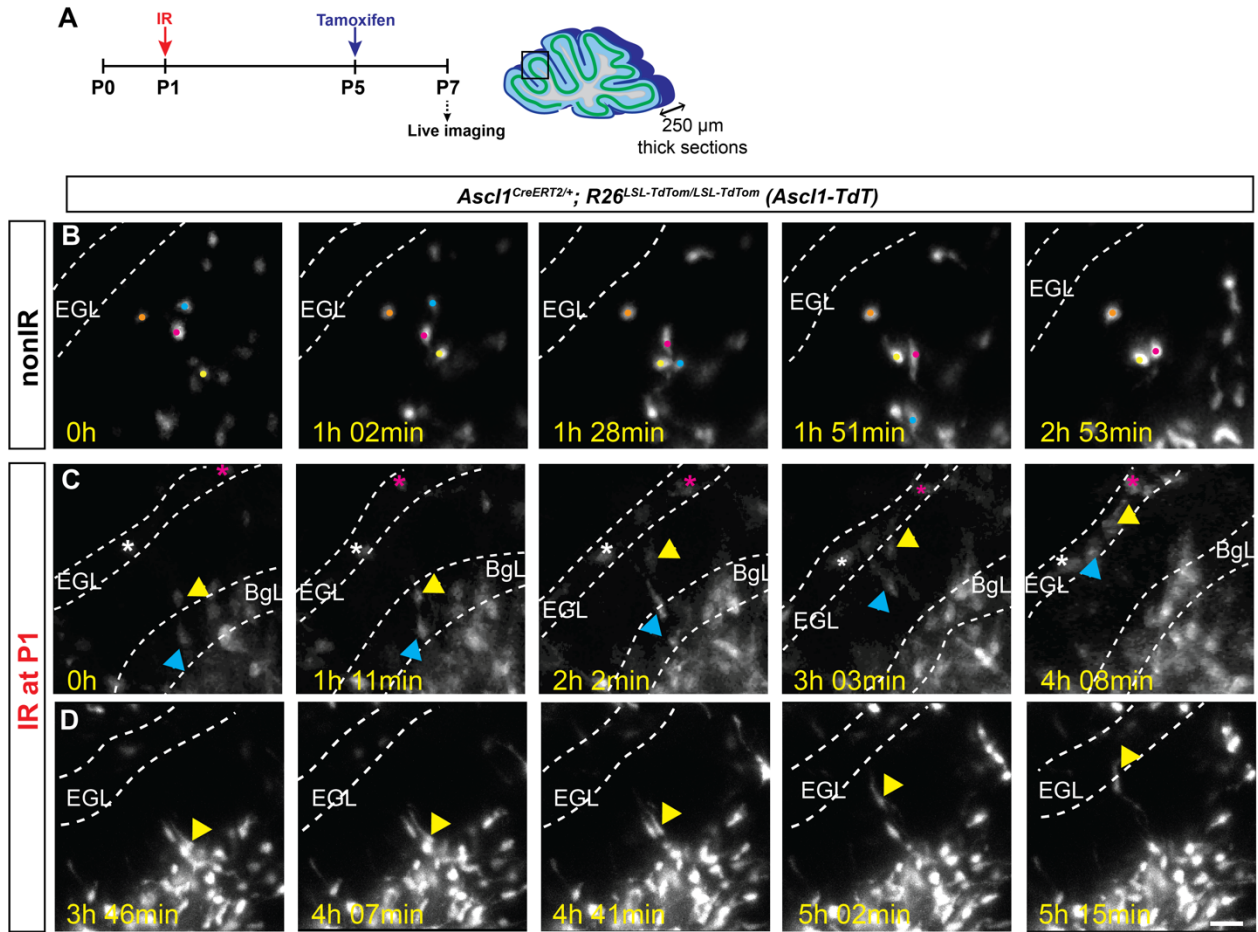 A
IR
Tamoxifen
P0
P1
P5
P7
Live imaging
250 µm
thick sections
Ascl1CreERT2/+; R26LSL-TdTom/LSL-TdTom (Ascl1-TdT)
nonIR
B
EGL
0h
EGL
1h 02min
EGL
1h 28min
EGL
1h 51min
EGL
2h 53min
IR at P1
C
*
*
EGL
BgL
0h
*
*
EGL
BgL
1h 11min
*
*
EGL
BgL
2h 2min
*
*
EGL
BgL
3h 03min
*
*
EGL
BgL
4h 08min
D
EGL
3h 46min
EGL
4h 07min
EGL
4h 41min
EGL
5h 02min
EGL
5h 15min